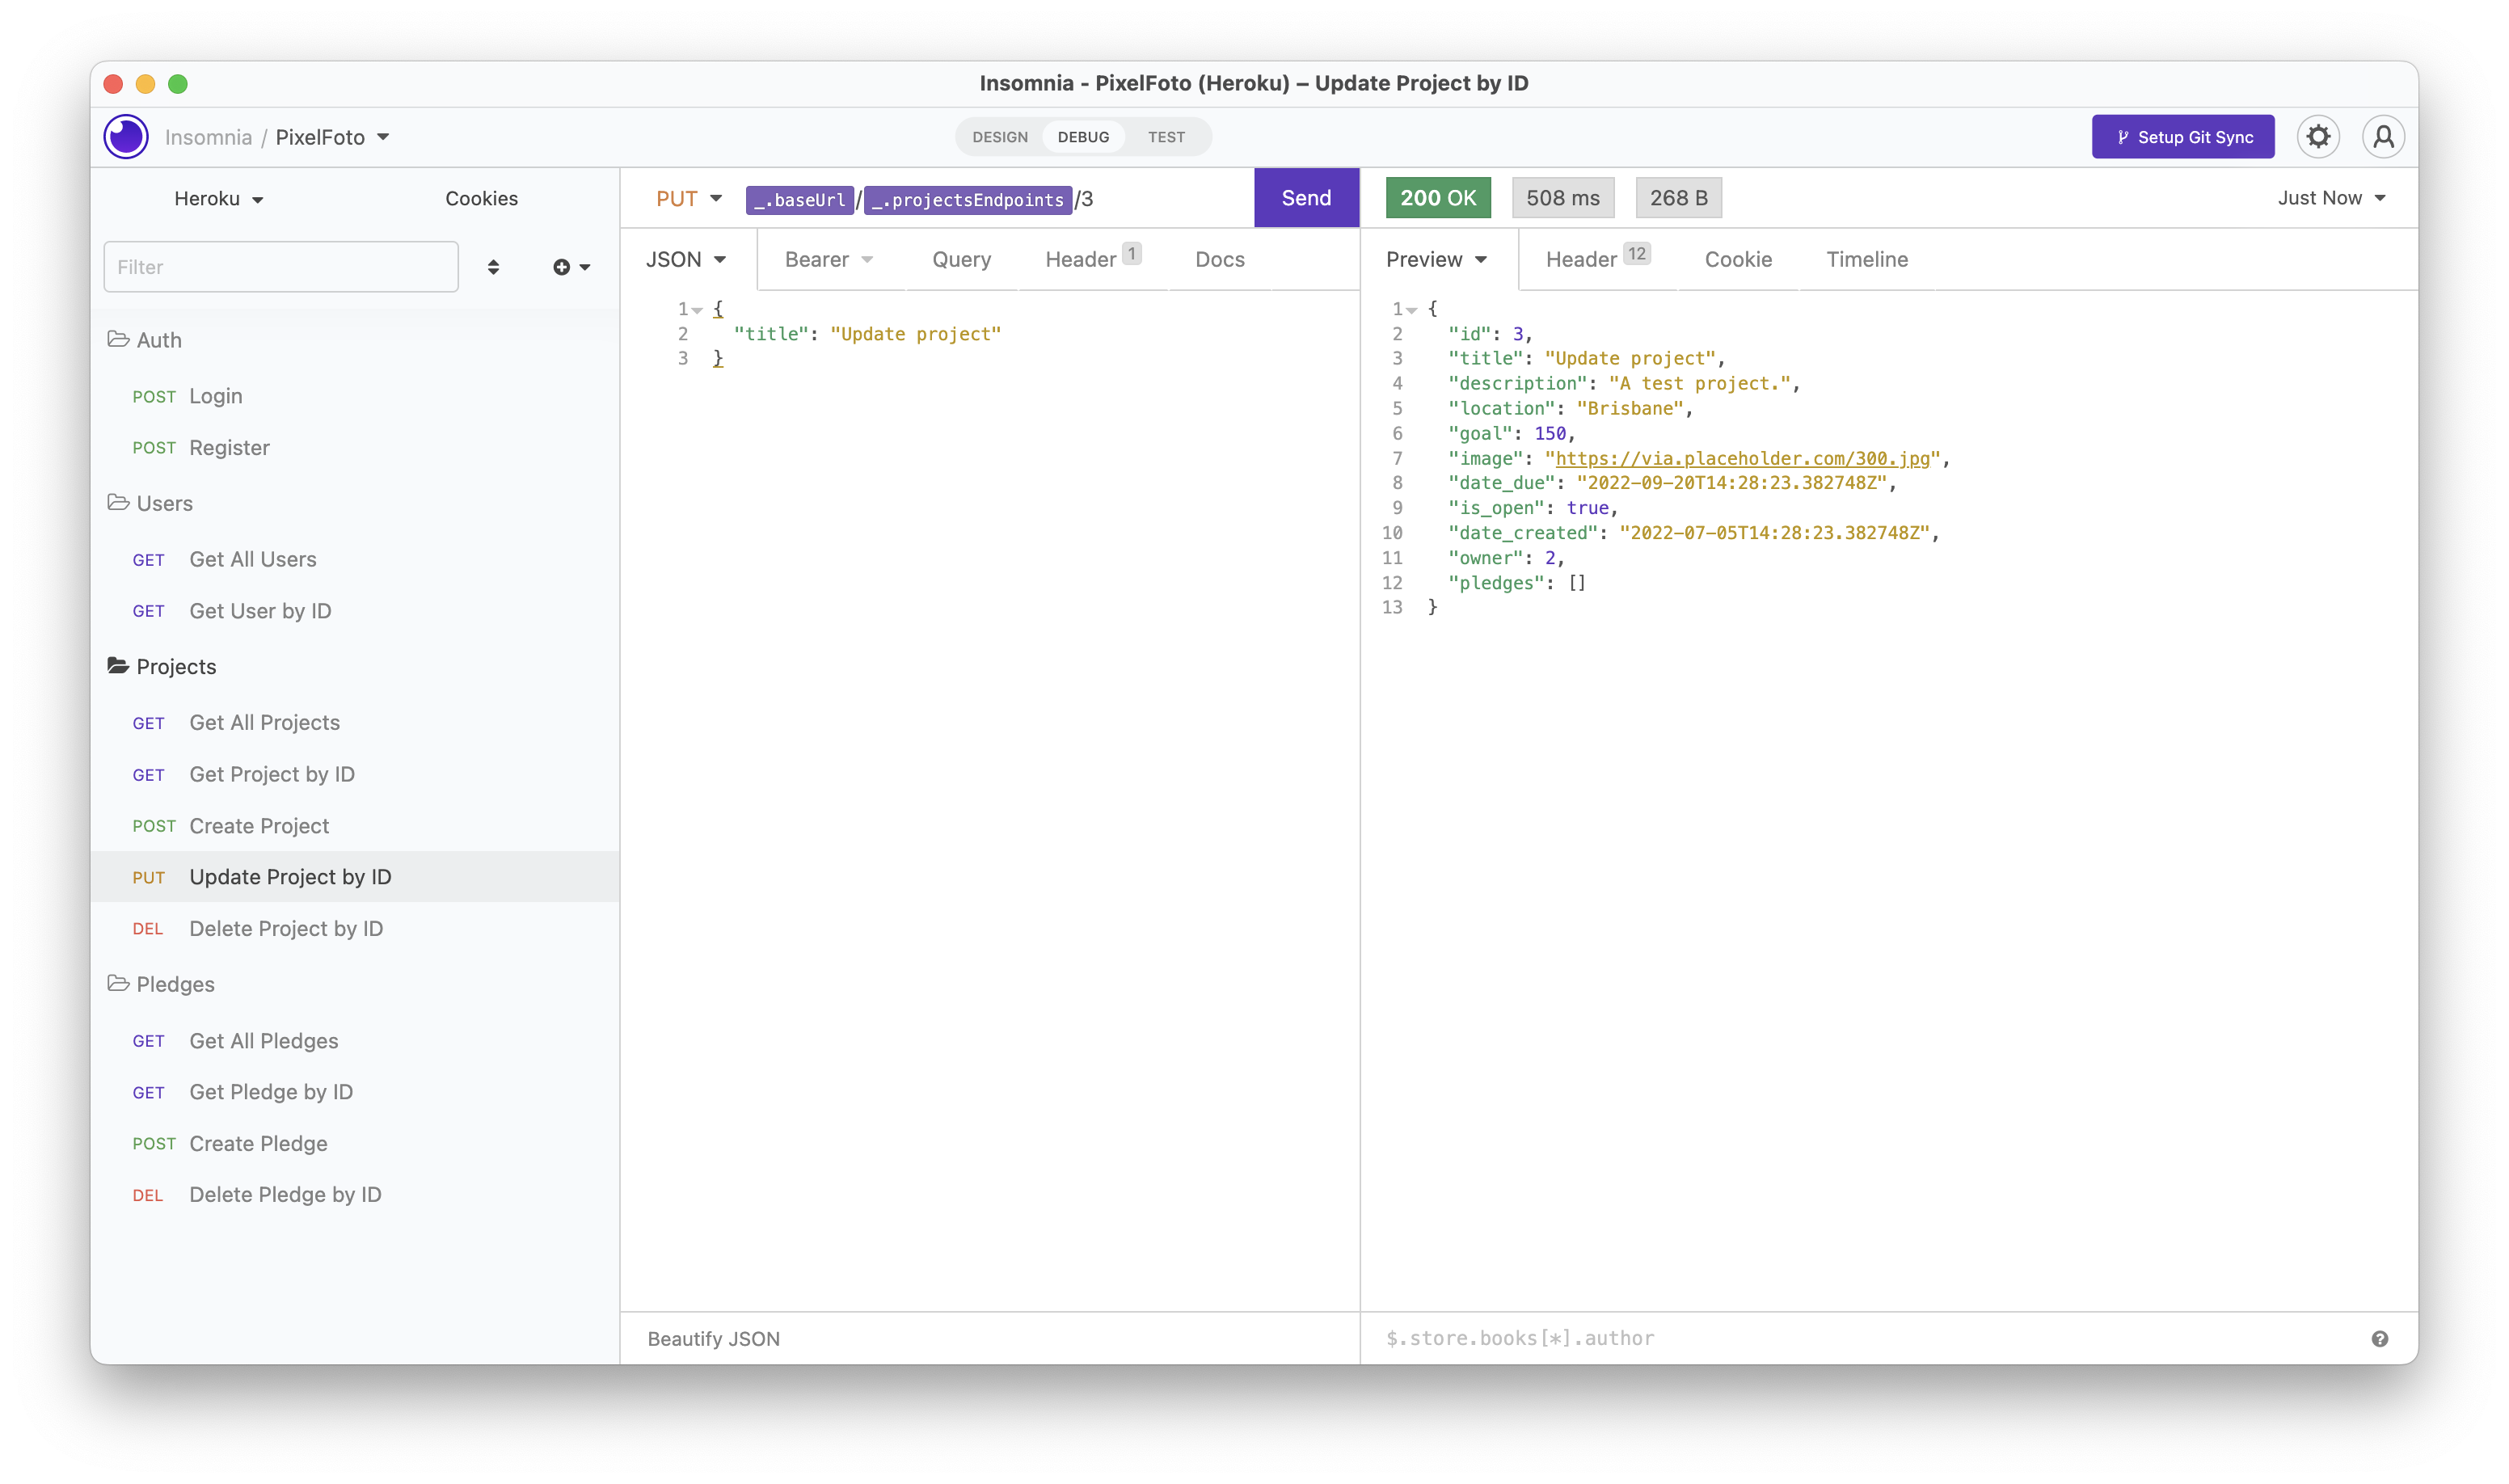 Insomnia - PixelFoto (Heroku) – Update Project by ID
Insomnia / PixelFoto
DESIGN DEBUG TEST
Setup Git Sync
Heroku Cookies
Filter
Auth
POST Login
POST Register
Users
GET Get All Users
GET Get User by ID
Projects
GET Get All Projects
GET Get Project by ID
POST Create Project
PUT Update Project by ID
DEL Delete Project by ID
Pledges
GET Get All Pledges
GET Get Pledge by ID
POST Create Pledge
DEL Delete Pledge by ID
PUT _.baseUrl/_.projectsEndpoints/3 Send
JSON Bearer Query Header 1 Docs
1 {
2 "title": "Update project"
3 }
Beautify JSON
200 OK 508 ms 268 B Just Now
Preview Header 12 Cookie Timeline
1 {
2 "id": 3,
3 "title": "Update project",
4 "description": "A test project.",
5 "location": "Brisbane",
6 "goal": 150,
7 "image": "https://via.placeholder.com/300.jpg",
8 "date_due": "2022-09-20T14:28:23.382748Z",
9 "is_open": true,
10 "date_created": "2022-07-05T14:28:23.382748Z",
11 "owner": 2,
12 "pledges": []
13 }
$.store.books[*].author
?